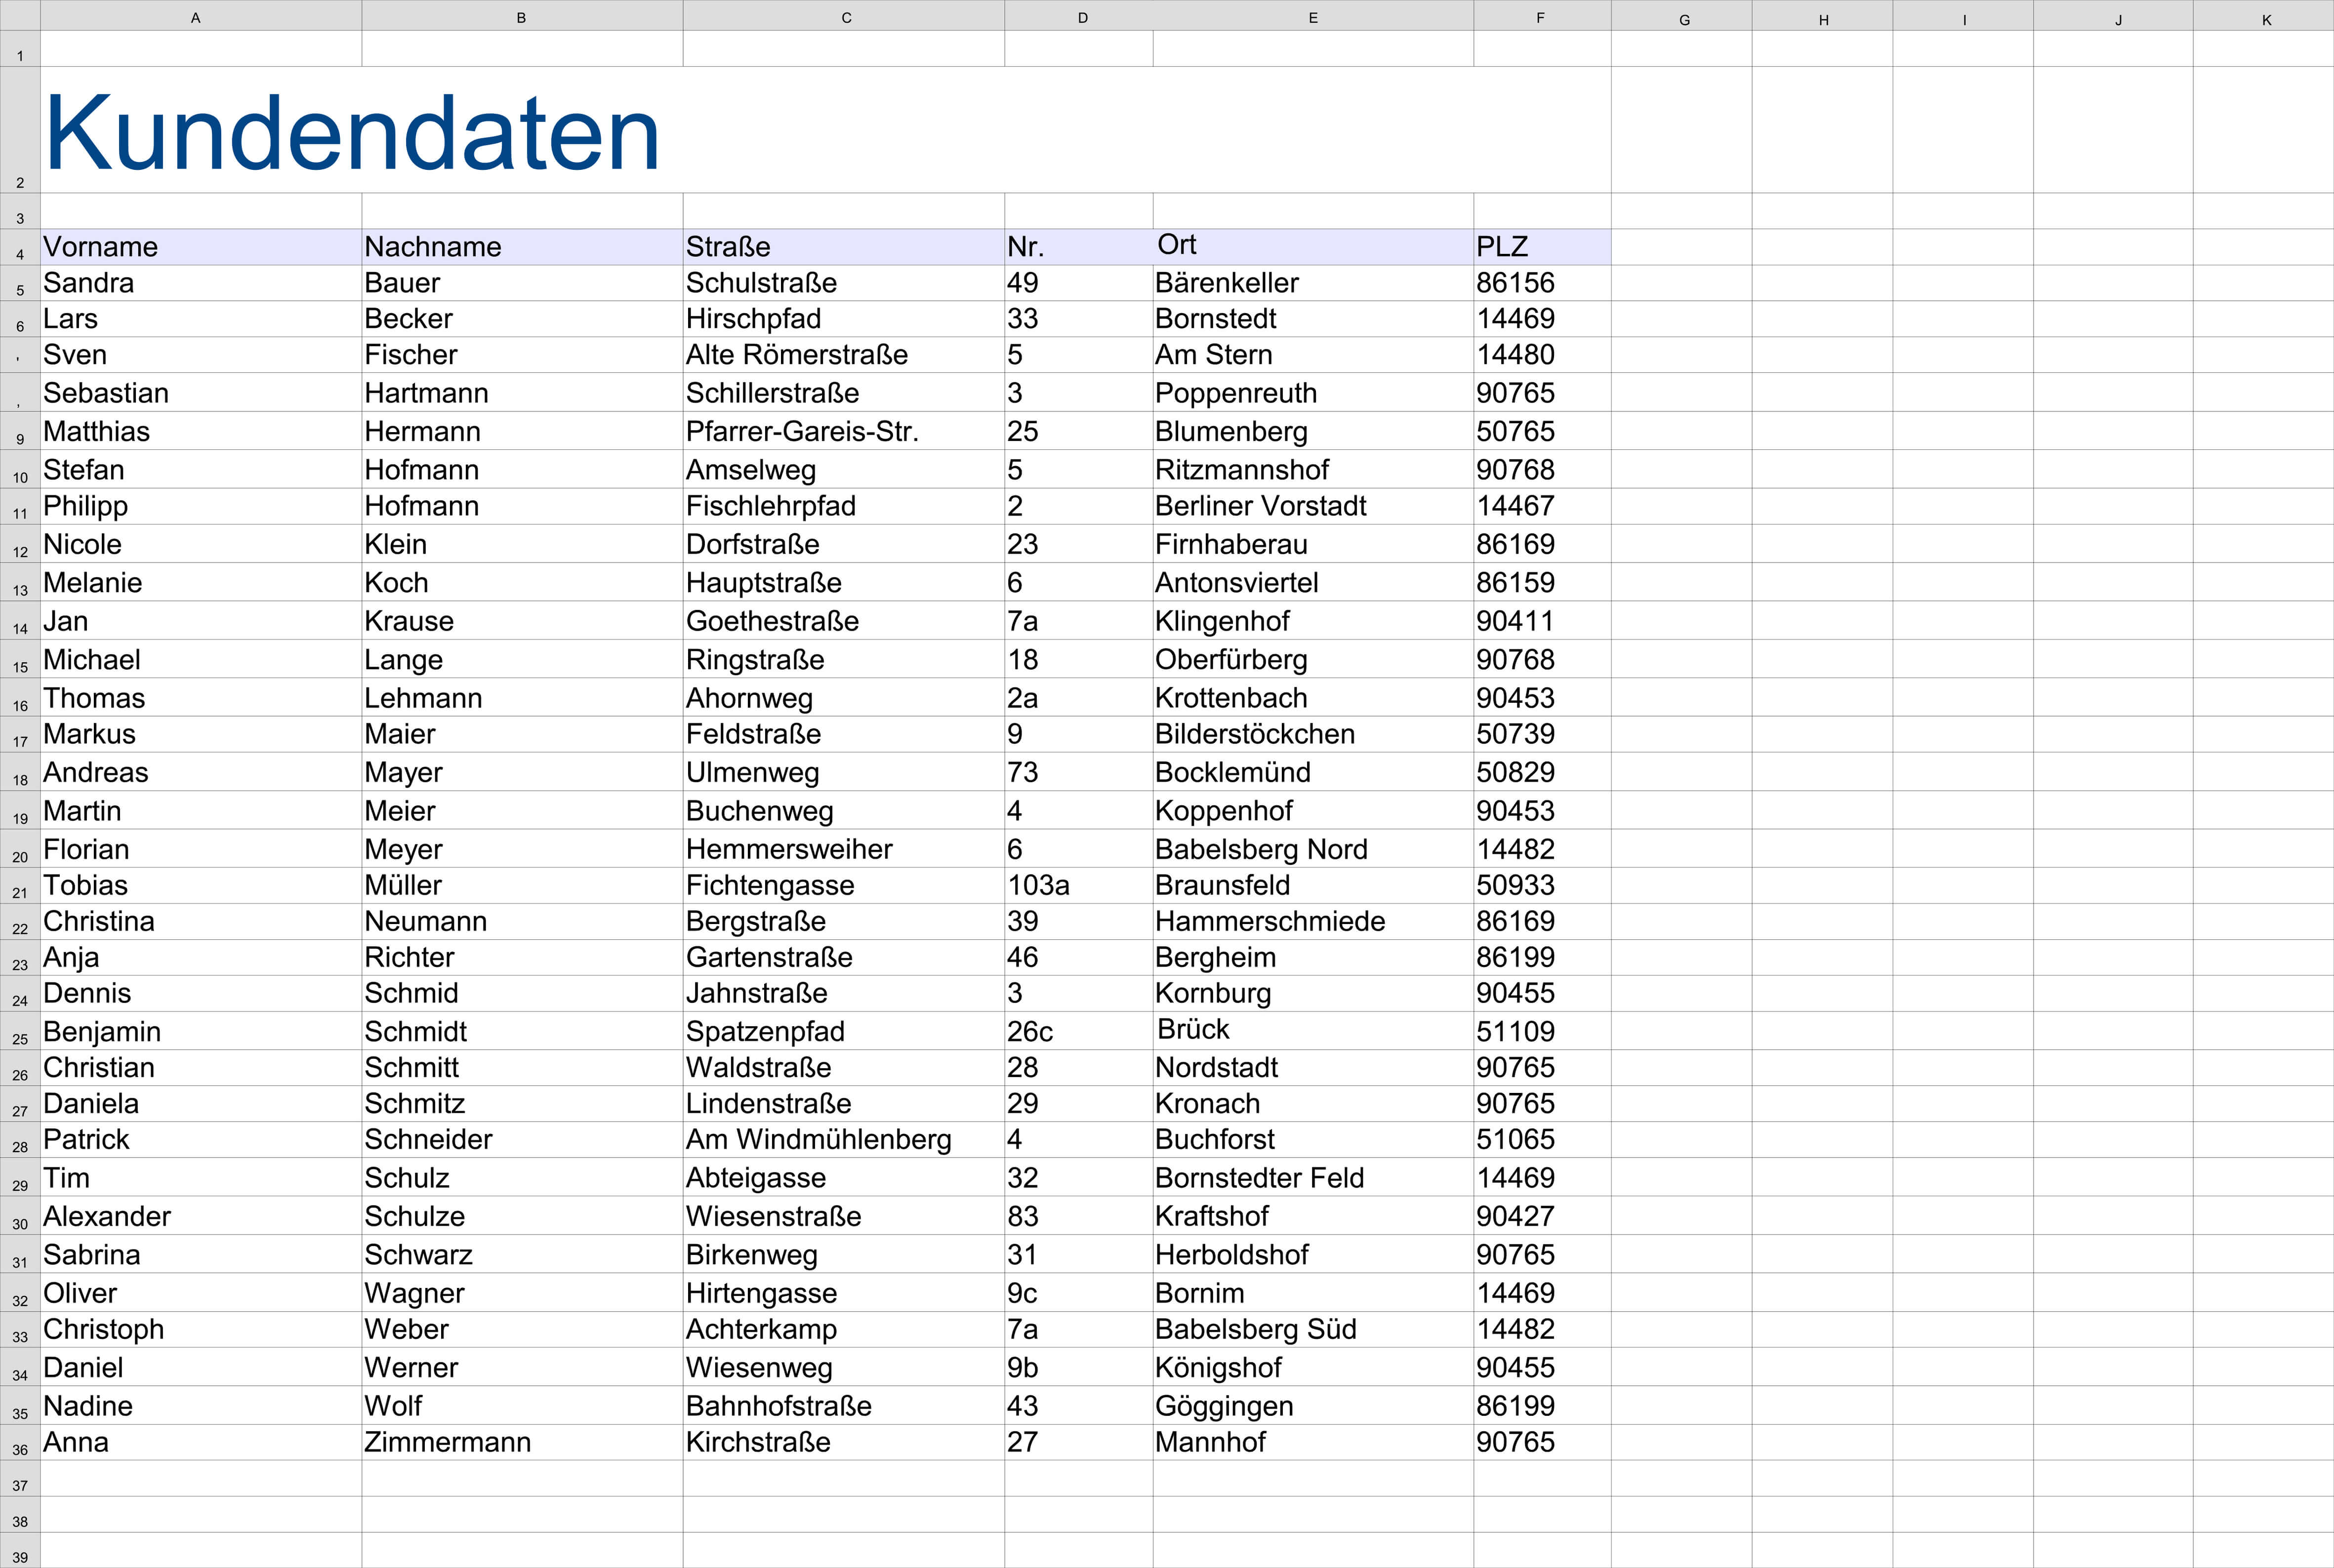 A B C D E F G H I J K
1
2 Kundendaten
3
4 Vorname Nachname Straße Nr. Ort PLZ
5 Sandra Bauer Schulstraße 49 Bärenkeller 86156
6 Lars Becker Hirschpfad 33 Bornstedt 14469
' Sven Fischer Alte Römerstraße 5 Am Stern 14480
, Sebastian Hartmann Schillerstraße 3 Poppenreuth 90765
9 Matthias Hermann Pfarrer-Gareis-Str. 25 Blumenberg 50765
10 Stefan Hofmann Amselweg 5 Ritzmannshof 90768
11 Philipp Hofmann Fischlehrpfad 2 Berliner Vorstadt 14467
12 Nicole Klein Dorfstraße 23 Firnhaberau 86169
13 Melanie Koch Hauptstraße 6 Antonsviertel 86159
14 Jan Krause Goethestraße 7a Klingenhof 90411
15 Michael Lange Ringstraße 18 Oberfürberg 90768
16 Thomas Lehmann Ahornweg 2a Krottenbach 90453
17 Markus Maier Feldstraße 9 Bilderstöckchen 50739
18 Andreas Mayer Ulmenweg 73 Bocklemünd 50829
19 Martin Meier Buchenweg 4 Koppenhof 90453
20 Florian Meyer Hemmersweiher 6 Babelsberg Nord 14482
21 Tobias Müller Fichtengasse 103a Braunsfeld 50933
22 Christina Neumann Bergstraße 39 Hammerschmiede 86169
23 Anja Richter Gartenstraße 46 Bergheim 86199
24 Dennis Schmid Jahnstraße 3 Kornburg 90455
25 Benjamin Schmidt Spatzenpfad 26c Brück 51109
26 Christian Schmitt Waldstraße 28 Nordstadt 90765
27 Daniela Schmitz Lindenstraße 29 Kronach 90765
28 Patrick Schneider Am Windmühlenberg 4 Buchforst 51065
29 Tim Schulz Abteigasse 32 Bornstedter Feld 14469
30 Alexander Schulze Wiesenstraße 83 Kraftshof 90427
31 Sabrina Schwarz Birkenweg 31 Herboldshof 90765
32 Oliver Wagner Hirtengasse 9c Bornim 14469
33 Christoph Weber Achterkamp 7a Babelsberg Süd 14482
34 Daniel Werner Wiesenweg 9b Königshof 90455
35 Nadine Wolf Bahnhofstraße 43 Göggingen 86199
36 Anna Zimmermann Kirchstraße 27 Mannhof 90765
37
38
39